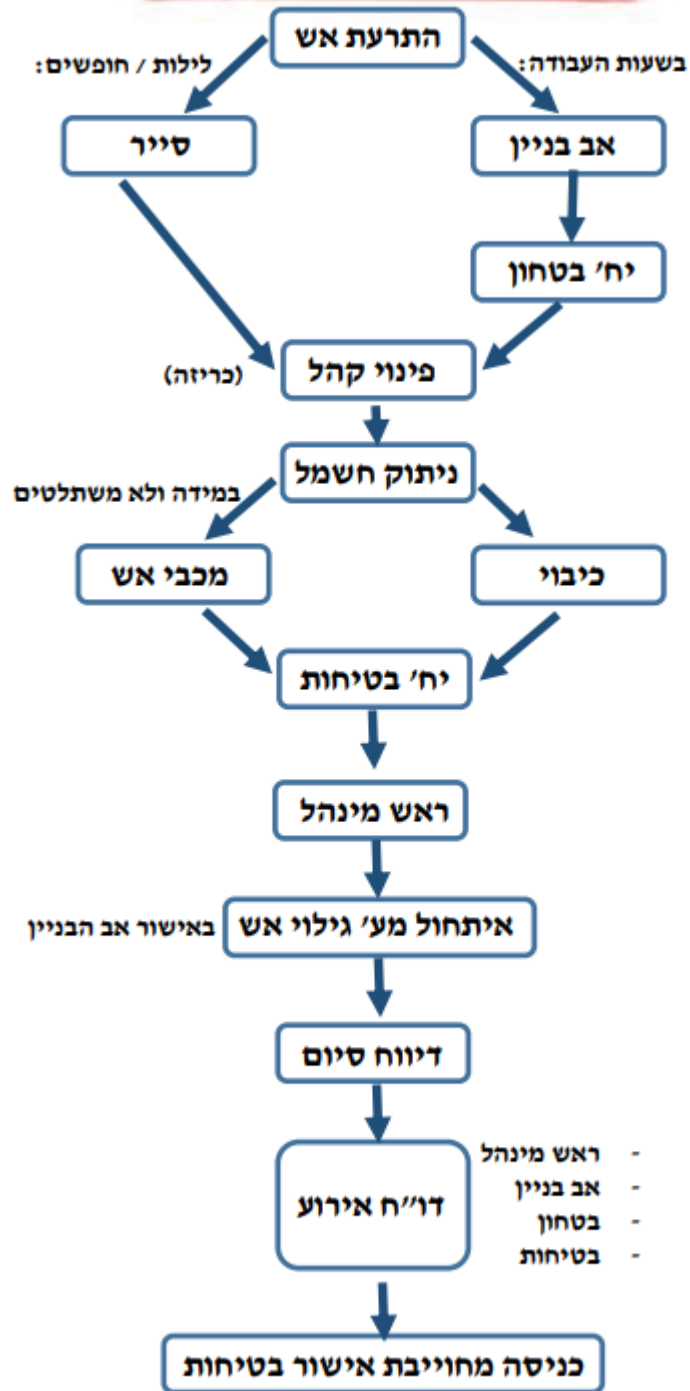 התרעת אש
בשעות העבודה:
לילות / חופשים:
אב בניין
סייר
יח' בטחון
פינוי קהל
(כריזה)
ניתוק חשמל
במידה ולא משתלטים
כיבוי
מכבי אש
יח' בטיחות
ראש מינהל
איתחול מע' גילוי אש
באישור אב הבניין
דיווח סיום
דו"ח אירוע
- ראש מינהל
- אב בניין
- בטחון
- בטיחות
כניסה מחוייבת אישור בטיחות